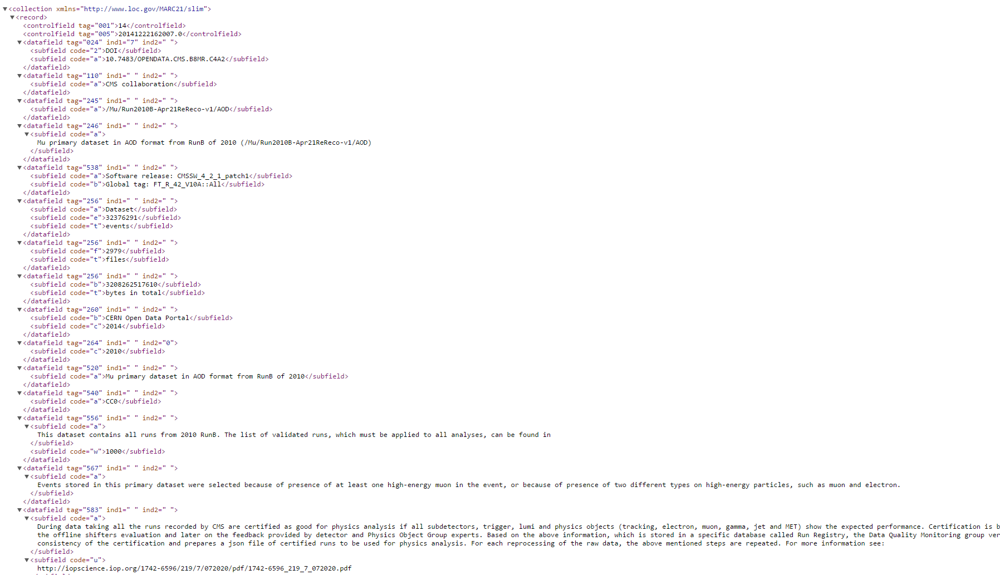 ▼<collection xmlns="http://www.loc.gov/MARC21/slim">
▼<record>
<controlfield tag="001">14</controlfield>
<controlfield tag="005">20141222162007.0</controlfield>
▼<datafield tag="024" ind1="7" ind2=" ">
<subfield code="2">DOI</subfield>
<subfield code="a">10.7483/OPENDATA.CMS.B8MR.C4A2</subfield>
</datafield>
▼<datafield tag="110" ind1=" " ind2=" ">
<subfield code="a">CMS collaboration</subfield>
</datafield>
▼<datafield tag="245" ind1=" " ind2=" ">
<subfield code="a">/Mu/Run2010B-Apr21ReReco-v1/AOD</subfield>
</datafield>
▼<datafield tag="246" ind1=" " ind2=" ">
▼<subfield code="a">
Mu primary dataset in AOD format from RunB of 2010 (/Mu/Run2010B-Apr21ReReco-v1/AOD)
</subfield>
</datafield>
▼<datafield tag="538" ind1=" " ind2=" ">
<subfield code="a">Software release: CMSSW_4_2_1_patch1</subfield>
<subfield code="b">Global tag: FT_R_42_V10A::All</subfield>
</datafield>
▼<datafield tag="256" ind1=" " ind2=" ">
<subfield code="a">Dataset</subfield>
<subfield code="e">32376291</subfield>
<subfield code="t">events</subfield>
</datafield>
▼<datafield tag="256" ind1=" " ind2=" ">
<subfield code="f">2979</subfield>
<subfield code="t">files</subfield>
</datafield>
▼<datafield tag="256" ind1=" " ind2=" ">
<subfield code="b">3208262517610</subfield>
<subfield code="t">bytes in total</subfield>
</datafield>
▼<datafield tag="260" ind1=" " ind2=" ">
<subfield code="b">CERN Open Data Portal</subfield>
<subfield code="c">2014</subfield>
</datafield>
▼<datafield tag="264" ind1=" " ind2="0">
<subfield code="c">2010</subfield>
</datafield>
▼<datafield tag="520" ind1=" " ind2=" ">
<subfield code="a">Mu primary dataset in AOD format from RunB of 2010</subfield>
</datafield>
▼<datafield tag="540" ind1=" " ind2=" ">
<subfield code="a">CC0</subfield>
</datafield>
▼<datafield tag="556" ind1=" " ind2=" ">
▼<subfield code="a">
This dataset contains all runs from 2010 RunB. The list of validated runs, which must be applied to all analyses, can be found in
</subfield>
<subfield code="w">1000</subfield>
</datafield>
▼<datafield tag="567" ind1=" " ind2=" ">
▼<subfield code="a">
Events stored in this primary dataset were selected because of presence of at least one high-energy muon in the event, or because of presence of two different types on high-energy particles, such as muon and electron.
</subfield>
</datafield>
▼<datafield tag="583" ind1=" " ind2=" ">
▼<subfield code="a">
During data taking all the runs recorded by CMS are certified as good for physics analysis if all subdetectors, trigger, lumi and physics objects (tracking, electron, muon, gamma, jet and MET) show the expected performance. Certification is b
the offline shifters evaluation and later on the feedback provided by detector and Physics Object Group experts. Based on the above information, which is stored in a specific database called Run Registry, the Data Quality Monitoring group ver
consistency of the certification and prepares a json file of certified runs to be used for physics analysis. For each reprocessing of the raw data, the above mentioned steps are repeated. For more information see:
</subfield>
▼<subfield code="u">
http://iopscience.iop.org/1742-6596/219/7/072020/pdf/1742-6596_219_7_072020.pdf